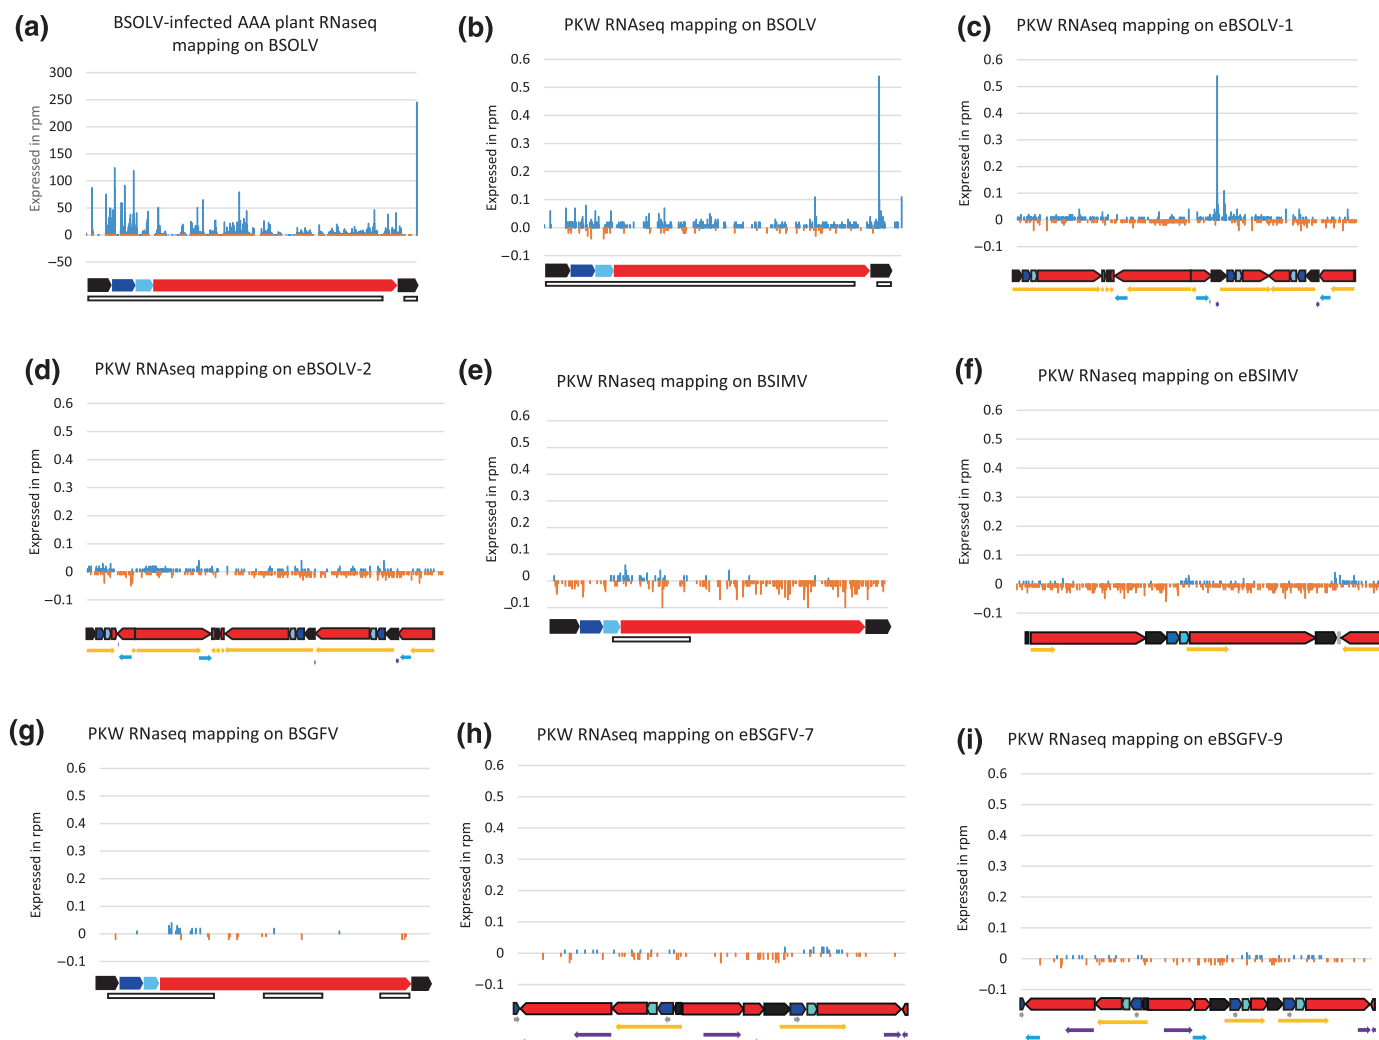 (a)
BSOLV-infected AAA plant RNaseq
mapping on BSOLV
Expressed in rpm
300
250
200
150
100
50
0
−50
(b)
PKW RNAseq mapping on BSOLV
Expressed in rpm
0.6
0.5
0.4
0.3
0.2
0.1
0.0
−0.1
(c)
PKW RNAseq mapping on eBSOLV-1
Expressed in rpm
0.6
0.5
0.4
0.3
0.2
0.1
0
−0.1
(d)
PKW RNAseq mapping on eBSOLV-2
Expressed in rpm
0.6
0.5
0.4
0.3
0.2
0.1
0
−0.1
(e)
PKW RNaseq mapping on BSIMV
Expressed in rpm
0.6
0.5
0.4
0.3
0.2
0.1
0
−0.1
(f)
PKW RNAseq mapping on eBSIMV
Expressed in rpm
0.6
0.5
0.4
0.3
0.2
0.1
0
−0.1
(g)
PKW RNAseq mapping on BSGFV
Expressed in rpm
0.6
0.5
0.4
0.3
0.2
0.1
0
−0.1
(h)
PKW RNAseq mapping on eBSGFV-7
Expressed in rpm
0.6
0.5
0.4
0.3
0.2
0.1
0
−0.1
(i)
PKW RNAseq mapping on eBSGFV-9
Expressed in rpm
0.6
0.5
0.4
0.3
0.2
0.1
0
−0.1